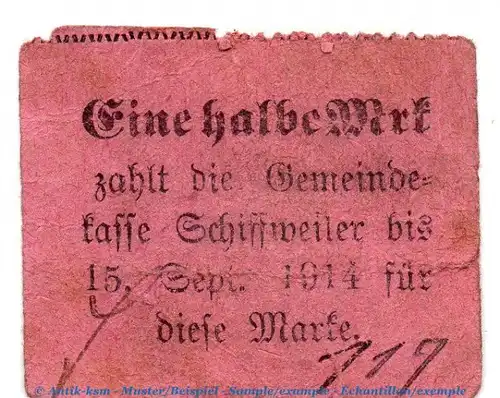 Eine halbe Mrk
zahlt die Gemeinde-
kasse Schiffweiler bis
15. Sept. 1914 für
diese Marke.
717
© Antik-ksm - Muster/Beispiel - Sample/example , Echantillon/exemple